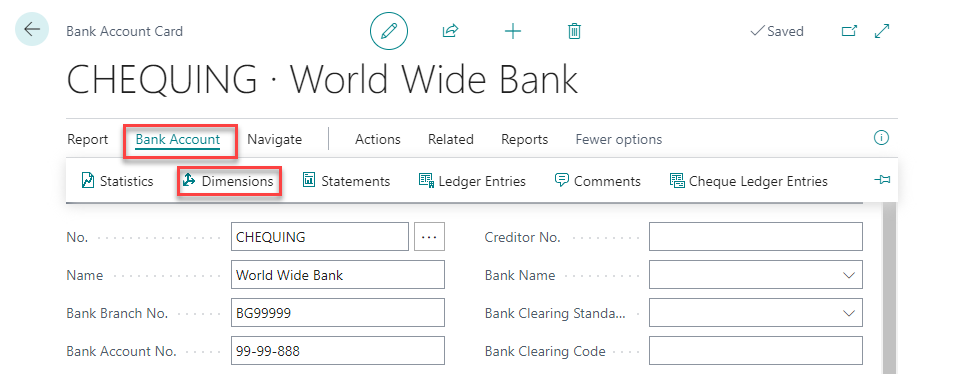 Bank Account Card
Saved
CHEQUING · World Wide Bank
Report Bank Account Navigate Actions Related Reports Fewer options
Statistics Dimensions Statements Ledger Entries Comments Cheque Ledger Entries
No. CHEQUING ... Creditor No.
Name World Wide Bank Bank Name
Bank Branch No. BG99999 Bank Clearing Standa...
Bank Account No. 99-99-888 Bank Clearing Code